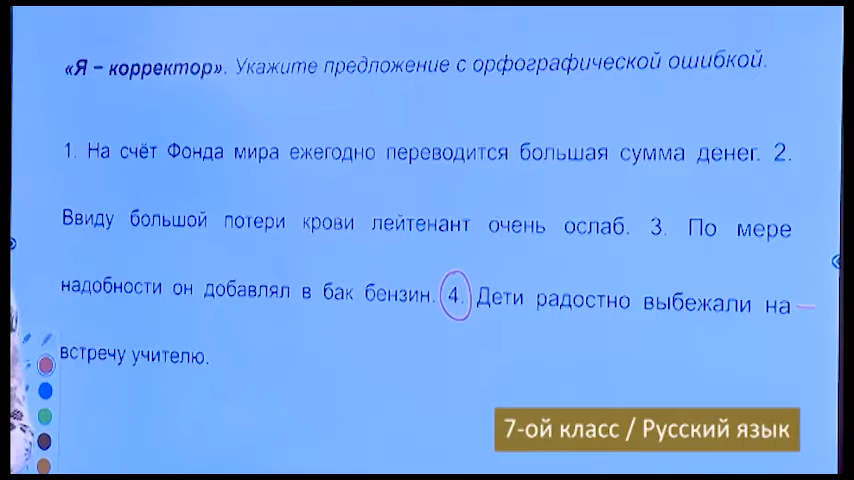 «Я – корректор». Укажите предложение с орфографической ошибкой.
1. На счёт Фонда мира ежегодно переводится большая сумма денег. 2.
Ввиду большой потери крови лейтенант очень ослаб. 3. По мере
надобности он добавлял в бак бензин. 4. Дети радостно выбежали на
встречу учителю.
7-ой класс / Русский язык